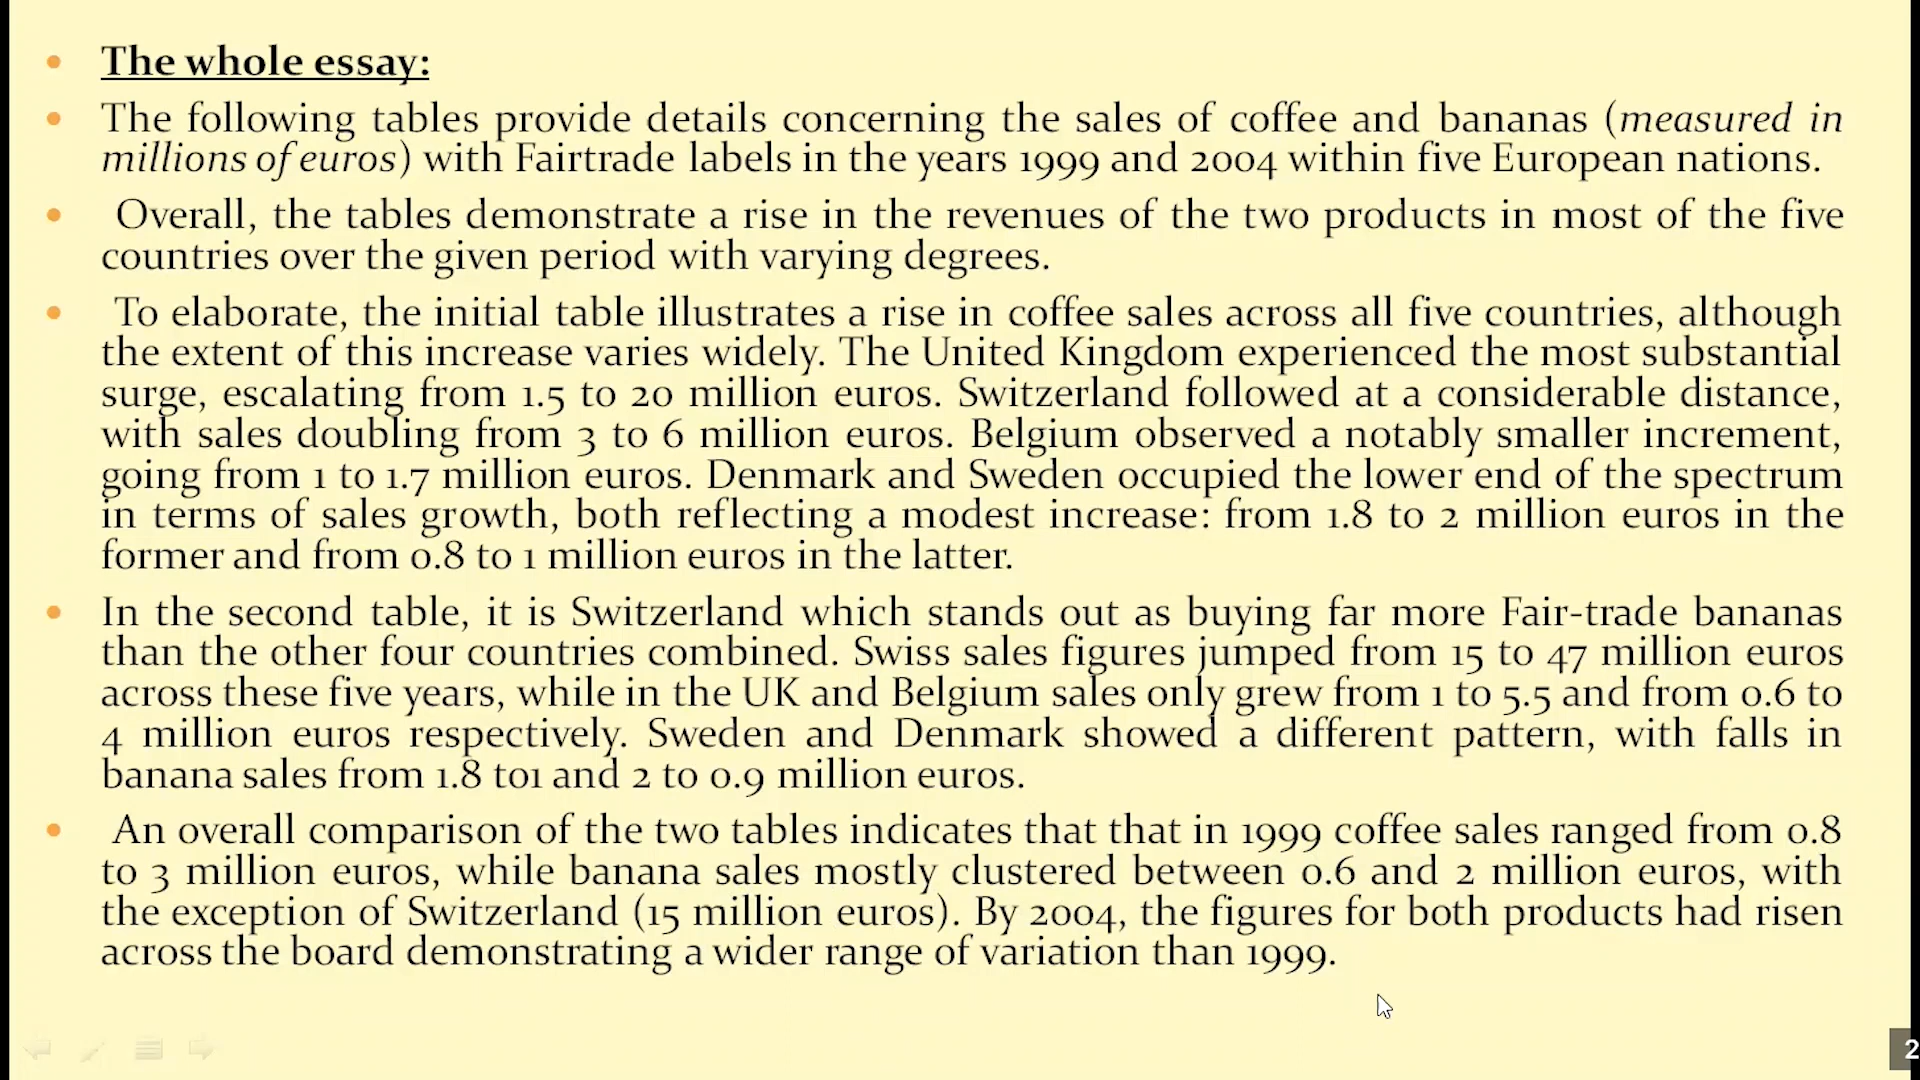 The whole essay:
The following tables provide details concerning the sales of coffee and bananas (measured in
millions of euros) with Fairtrade labels in the years 1999 and 2004 within five European nations.
Overall, the tables demonstrate a rise in the revenues of the two products in most of the five
countries over the given period with varying degrees.
To elaborate, the initial table illustrates a rise in coffee sales across all five countries, although
the extent of this increase varies widely. The United Kingdom experienced the most substantial
surge, escalating from 1.5 to 20 million euros. Switzerland followed at a considerable distance,
with sales doubling from 3 to 6 million euros. Belgium observed a notably smaller increment,
going from 1 to 1.7 million euros. Denmark and Sweden occupied the lower end of the spectrum
in terms of sales growth, both reflecting a modest increase: from 1.8 to 2 million euros in the
former and from 0.8 to 1 million euros in the latter.
In the second table, it is Switzerland which stands out as buying far more Fair-trade bananas
than the other four countries combined. Swiss sales figures jumped from 15 to 47 million euros
across these five years, while in the UK and Belgium sales only grew from 1 to 5.5 and from 0.6 to
4 million euros respectively. Sweden and Denmark showed a different pattern, with falls in
banana sales from 1.8 to1 and 2 to 0.9 million euros.
An overall comparison of the two tables indicates that that in 1999 coffee sales ranged from 0.8
to 3 million euros, while banana sales mostly clustered between 0.6 and 2 million euros, with
the exception of Switzerland (15 million euros). By 2004, the figures for both products had risen
across the board demonstrating a wider range of variation than 1999.
2